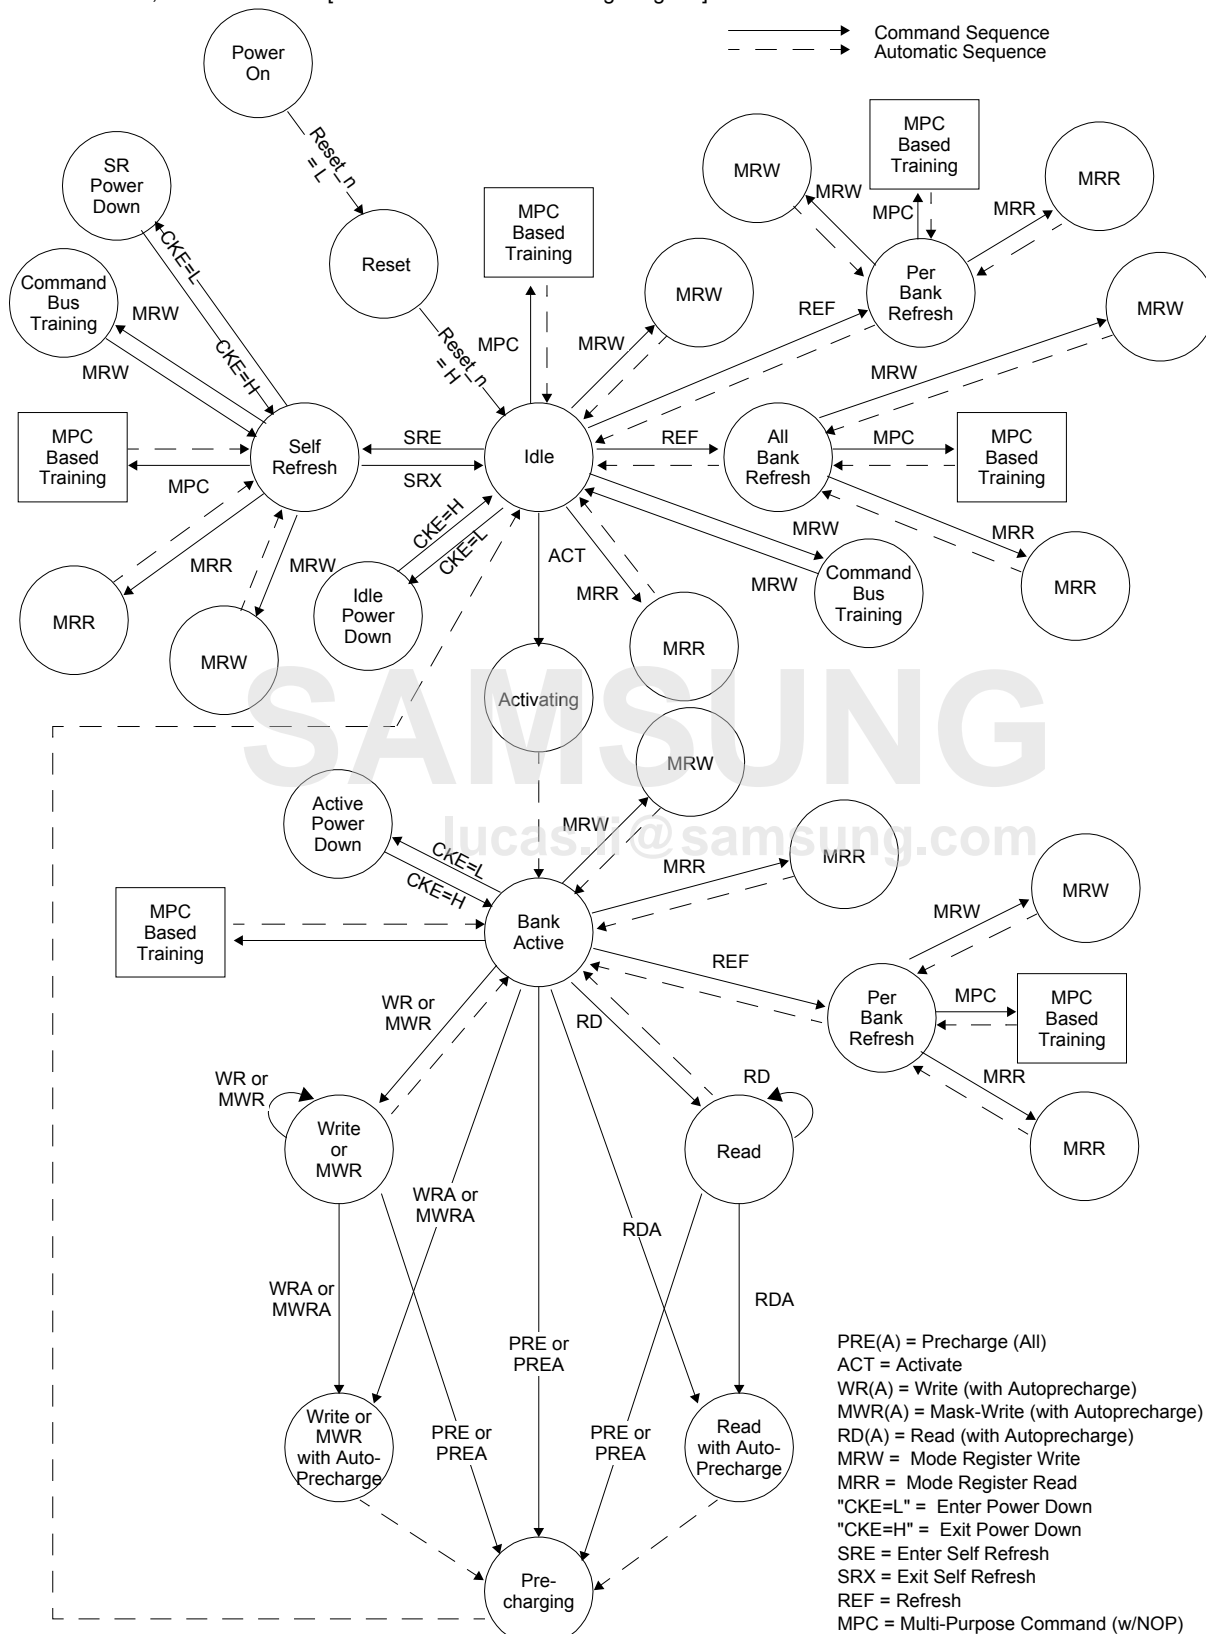 Command Sequence
Automatic Sequence
Power
On
Reset_n
= L
SR
Power
Down
CKE=L
CKE=H
Command
Bus
Training
MRW
MRW
Reset
Reset_n
= H
MPC
Based
Training
MPC
MRW
MRW
MRW
MRW
MPC
Based
Training
MPC
MRR
MRR
Per
Bank
Refresh
REF
MRW
MRW
MPC
Based
Training
MPC
Self
Refresh
SRE
SRX
Idle
REF
All
Bank
Refresh
MPC
MPC
Based
Training
MRR
MRR
MRR
MRR
MRW
MRW
CKE=H
CKE=L
Idle
Power
Down
ACT
MRR
MRR
MRW
MRW
Command
Bus
Training
SAMSUNG
lucas.li@samsung.com
Activating
MRW
MRW
Active
Power
Down
CKE=L
CKE=H
MRR
MRR
MPC
Based
Training
Bank
Active
REF
MRW
MRW
Per
Bank
Refresh
MPC
MPC
Based
Training
MRR
MRR
WR or
MWR
RD
WR or
MWR
Write
or
MWR
RD
Read
WRA or
MWRA
RDA
WRA or
MWRA
RDA
PRE or
PREA
PRE or
PREA
PRE or
PREA
Write or
MWR
with Auto-
Precharge
Read
with Auto-
Precharge
Pre-
charging
PRE(A) = Precharge (All)
ACT = Activate
WR(A) = Write (with Autoprecharge)
MWR(A) = Mask-Write (with Autoprecharge)
RD(A) = Read (with Autoprecharge)
MRW = Mode Register Write
MRR = Mode Register Read
"CKE=L" = Enter Power Down
"CKE=H" = Exit Power Down
SRE = Enter Self Refresh
SRX = Exit Self Refresh
REF = Refresh
MPC = Multi-Purpose Command (w/NOP)